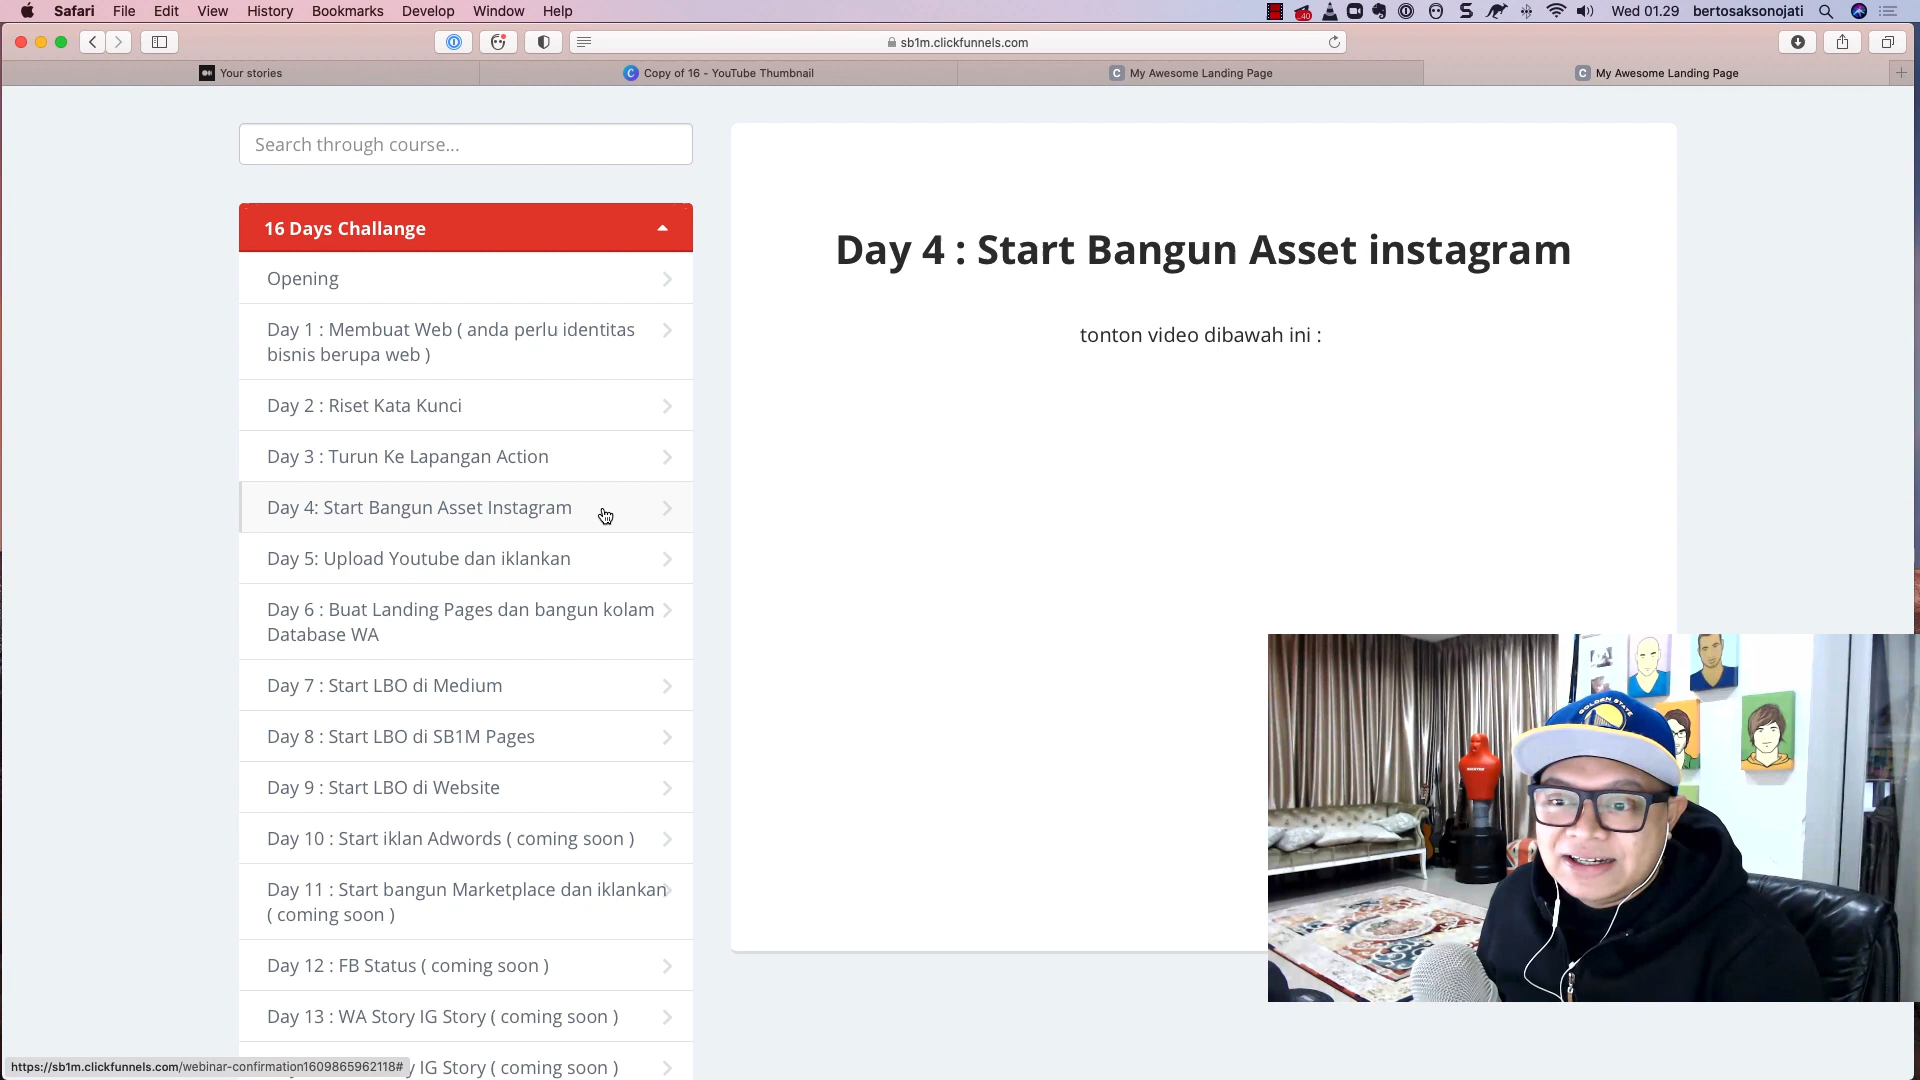 Safari File Edit View History Bookmarks Develop Window Help
40
Wed 01.29 bertosaksonojati
sb1m.clickfunnels.com
Your stories
Copy of 16 - YouTube Thumbnail
My Awesome Landing Page
My Awesome Landing Page
Search through course...
16 Days Challange
Opening
Day 1 : Membuat Web ( anda perlu identitas
bisnis berupa web )
Day 2 : Riset Kata Kunci
Day 3 : Turun Ke Lapangan Action
Day 4: Start Bangun Asset Instagram
Day 5: Upload Youtube dan iklankan
Day 6 : Buat Landing Pages dan bangun kolam
Database WA
Day 7 : Start LBO di Medium
Day 8 : Start LBO di SB1M Pages
Day 9 : Start LBO di Website
Day 10 : Start iklan Adwords ( coming soon )
Day 11 : Start bangun Marketplace dan iklankan
( coming soon )
Day 12 : FB Status ( coming soon )
Day 13 : WA Story IG Story ( coming soon )
y IG Story ( coming soon )
https://sb1m.clickfunnels.com/webinar-confirmation1609865962118#
Day 4 : Start Bangun Asset instagram
tonton video dibawah ini :
GOLDEN STATE